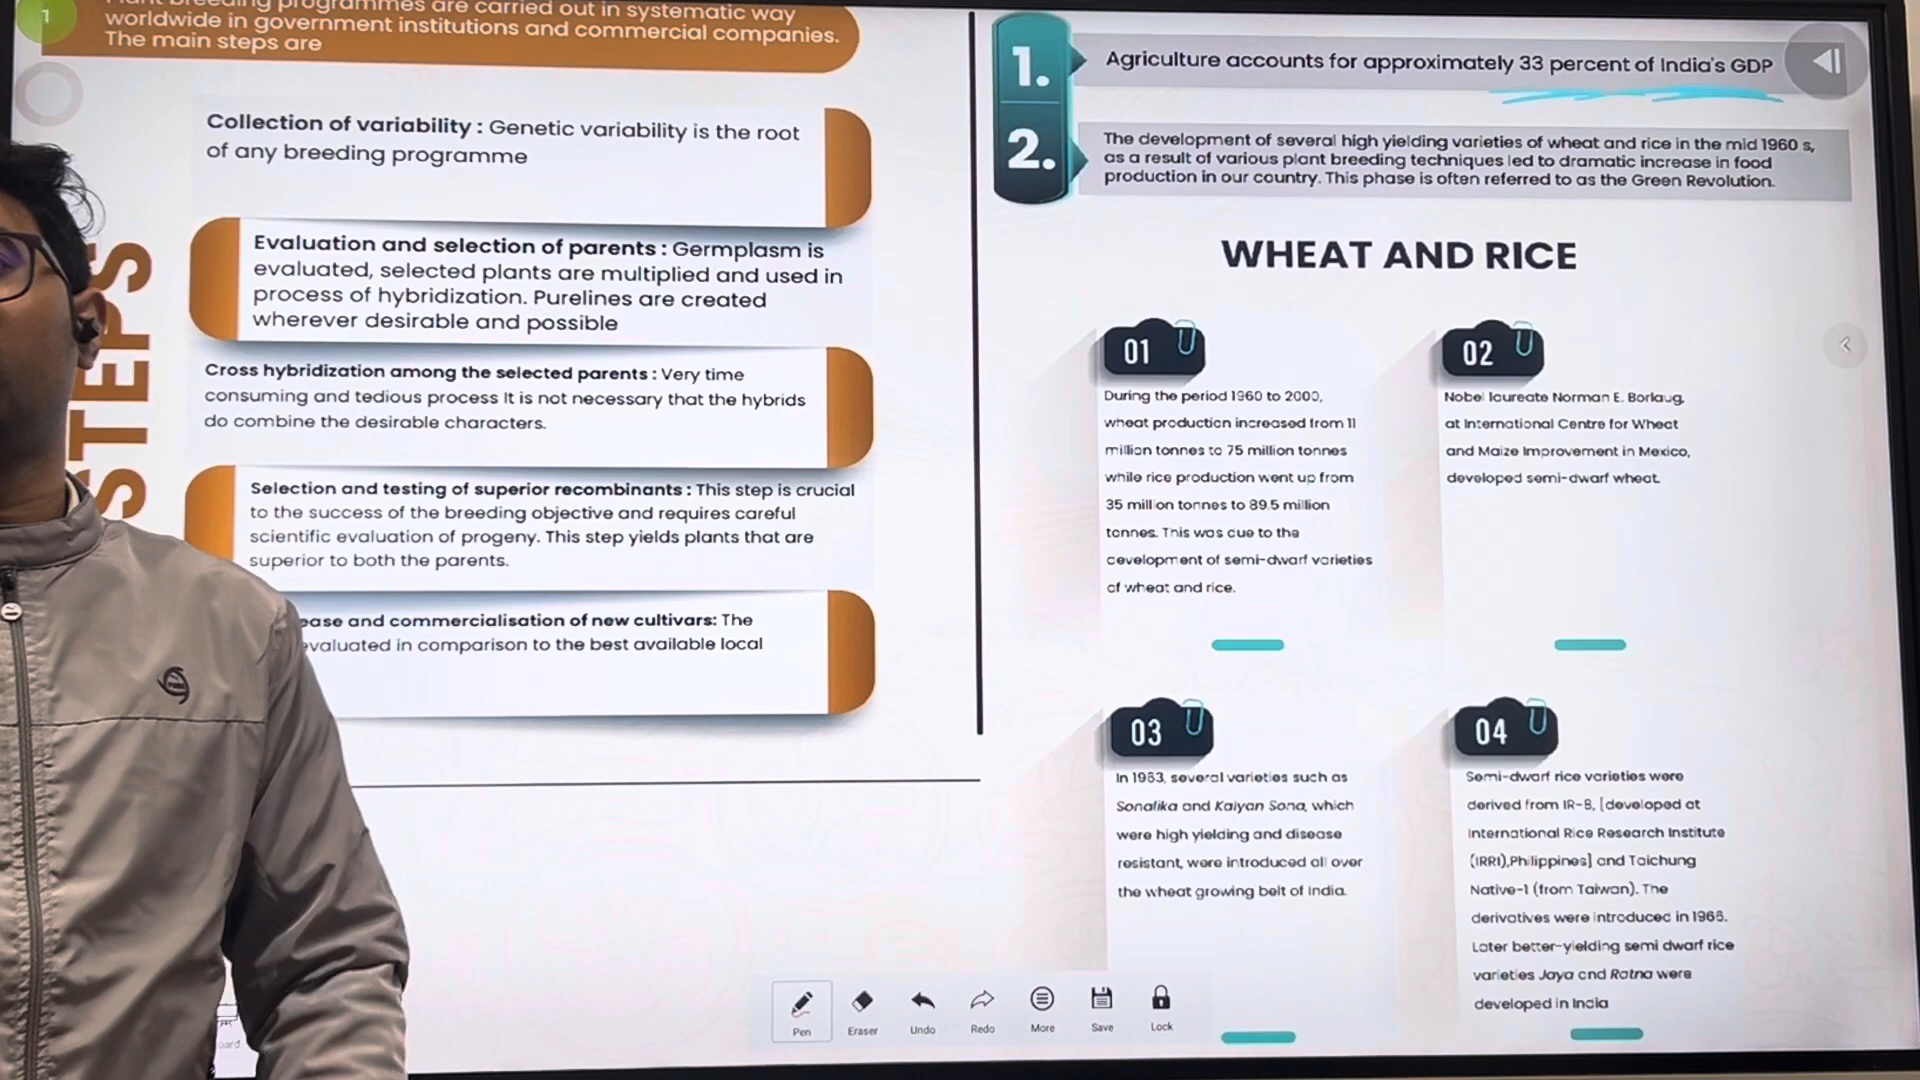 1
programmes are carried out in systematic way
worldwide in government institutions and commercial companies.
The main steps are
STEPS
Collection of variability : Genetic variability is the root
of any breeding programme
Evaluation and selection of parents : Germplasm is
evaluated, selected plants are multiplied and used in
process of hybridization. Purelines are created
wherever desirable and possible
Cross hybridization among the selected parents : Very time
consuming and tedious process It is not necessary that the hybrids
do combine the desirable characters.
Selection and testing of superior recombinants : This step is crucial
to the success of the breeding objective and requires careful
scientific evaluation of progeny. This step yields plants that are
superior to both the parents.
ease and commercialisation of new cultivars: The
evaluated in comparison to the best available local
1. Agriculture accounts for approximately 33 percent of India's GDP
2. The development of several high yielding varieties of wheat and rice in the mid 1960 s,
as a result of various plant breeding techniques led to dramatic increase in food
production in our country. This phase is often referred to as the Green Revolution.
WHEAT AND RICE
01
During the period 1960 to 2000,
wheat production increased from 11
million tonnes to 75 million tonnes
while rice production went up from
35 million tonnes to 89.5 million
tonnes. This was due to the
development of semi-dwarf varieties
of wheat and rice.
02
Nobel laureate Norman E. Borlaug,
at International Centre for Wheat
and Maize Improvement in Mexico,
developed semi-dwarf wheat.
03
In 1963, several varieties such as
Sonalika and Kalyan Sona, which
were high yielding and disease
resistant, were introduced all over
the wheat growing belt of India.
04
Semi-dwarf rice varieties were
derived from IR-8, [developed at
International Rice Research Institute
(IRRI),Philippines] and Taichung
Native-1 (from Taiwan). The
derivatives were introduced in 1966.
Later better-yielding semi dwarf rice
varieties Jaya and Ratna were
developed in India
Pen Eraser Undo Redo More Save Lock